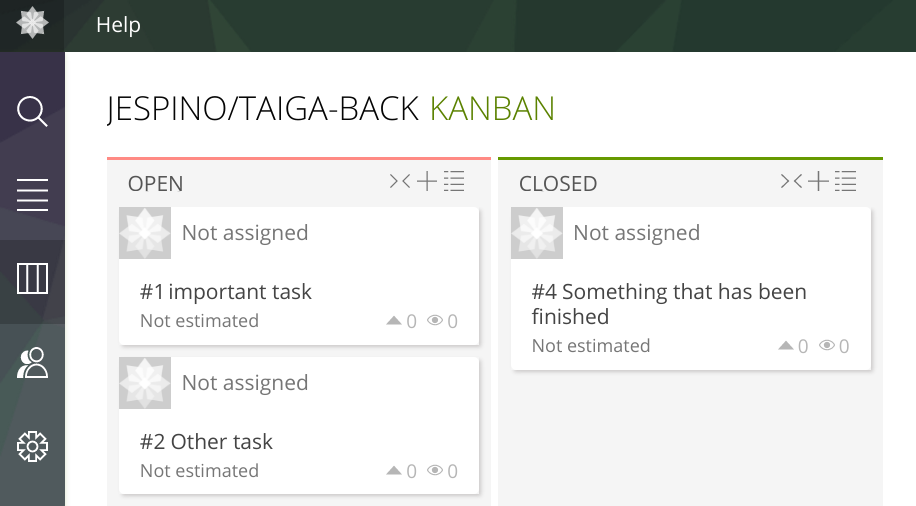 Help
JESPINO/TAIGA-BACK KANBAN
OPEN
Not assigned
#1 important task
Not estimated 0 0
Not assigned
#2 Other task
Not estimated 0 0
CLOSED
Not assigned
#4 Something that has been
finished
Not estimated 0 0